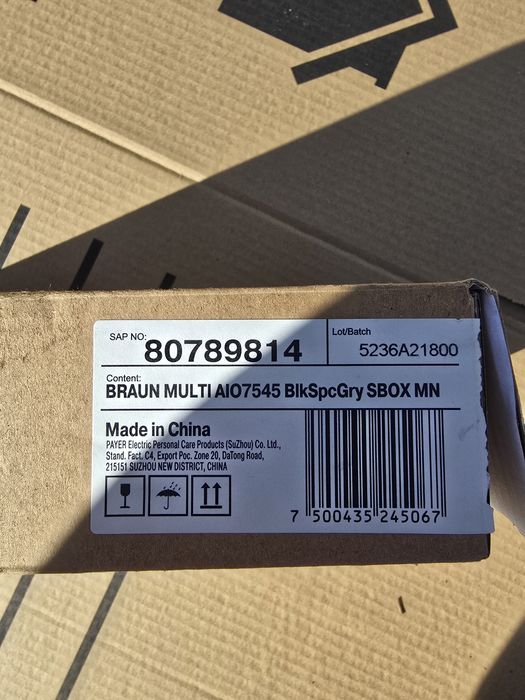 SAP NO:
80789814
Lot/Batch
5236A21800
Content:
BRAUN MULTI AIO7545 BlkSpcGry SBOX MN
Made in China
PAYER Electric Personal Care Products (SuZhou) Co. Ltd.,
Stand. Fact. C4, Export Poc. Zone 20, DaTong Road,
215151 SUZHOU NEW DISTRICT, CHINA
7 500435 245067